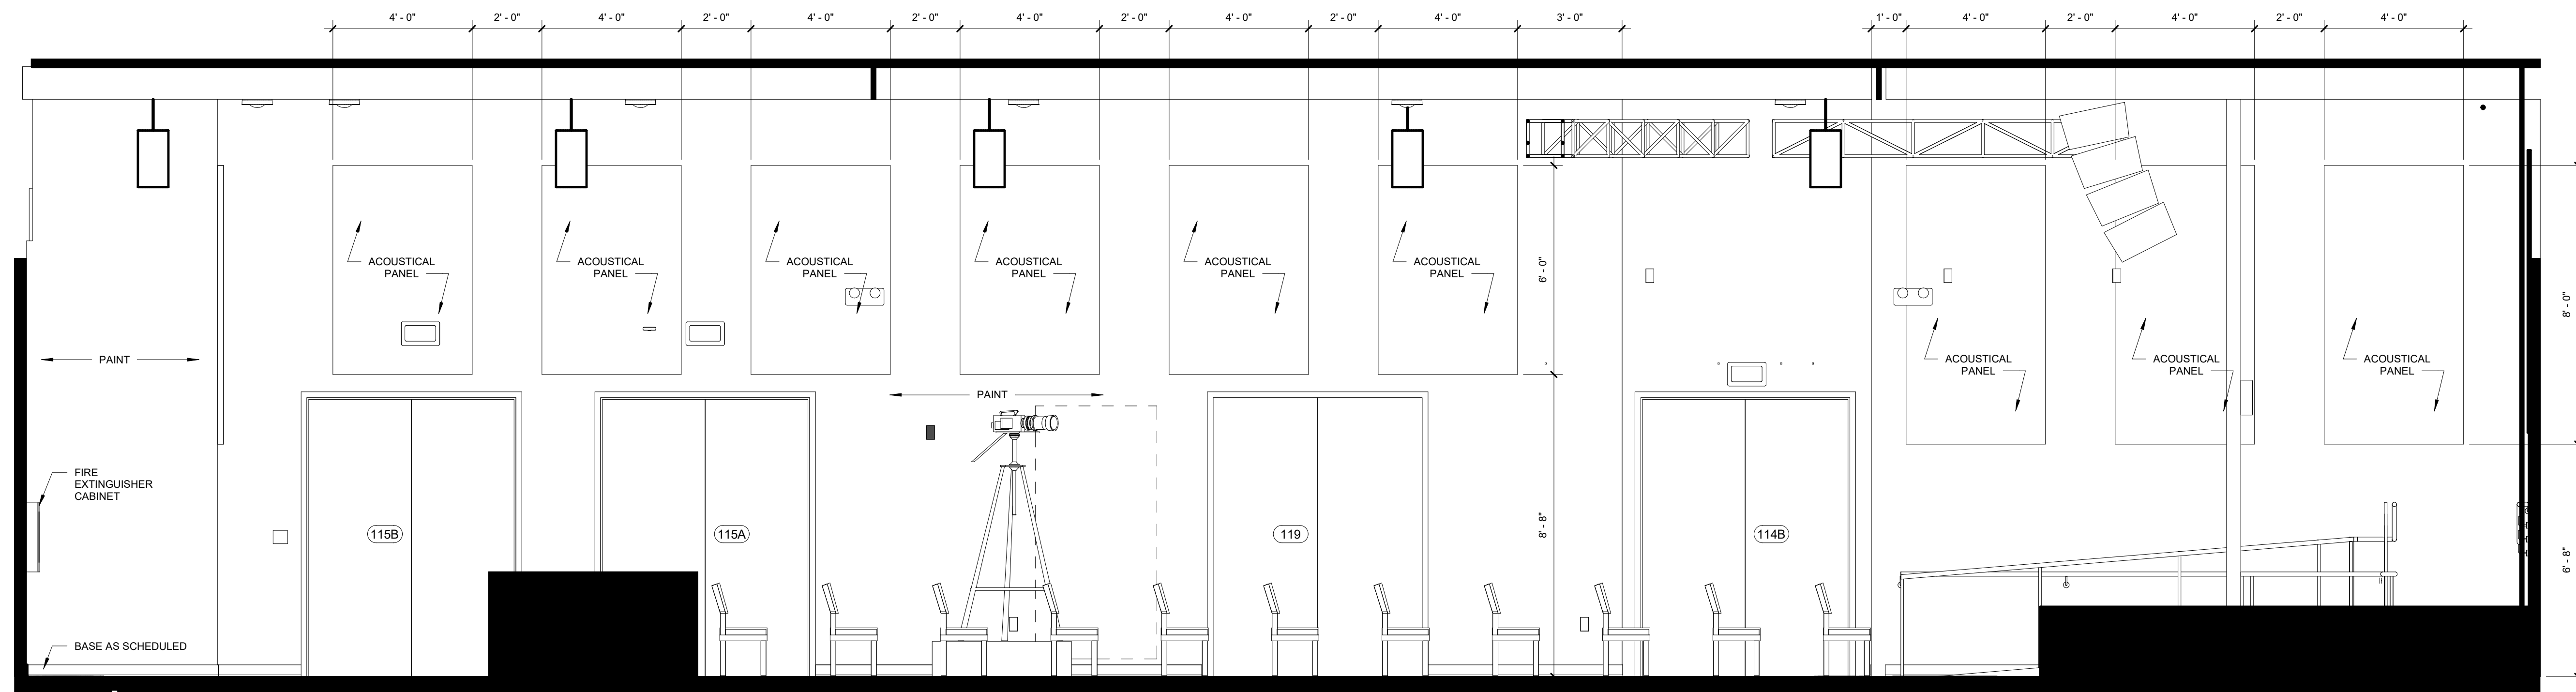 4' - 0" 2' - 0" 4' - 0" 2' - 0" 4' - 0" 2' - 0" 4' - 0" 2' - 0" 4' - 0" 2' - 0" 4' - 0" 3' - 0" 1' - 0" 4' - 0" 2' - 0" 4' - 0" 2' - 0" 4' - 0"
ACOUSTICAL
PANEL
ACOUSTICAL
PANEL
ACOUSTICAL
PANEL
ACOUSTICAL
PANEL
ACOUSTICAL
PANEL
ACOUSTICAL
PANEL
6' - 0"
8' - 0"
PAINT
ACOUSTICAL
PANEL
ACOUSTICAL
PANEL
ACOUSTICAL
PANEL
PAINT
FIRE
EXTINGUISHER
CABINET
115B
115A
119
8' - 8"
114B
6' - 8"
BASE AS SCHEDULED